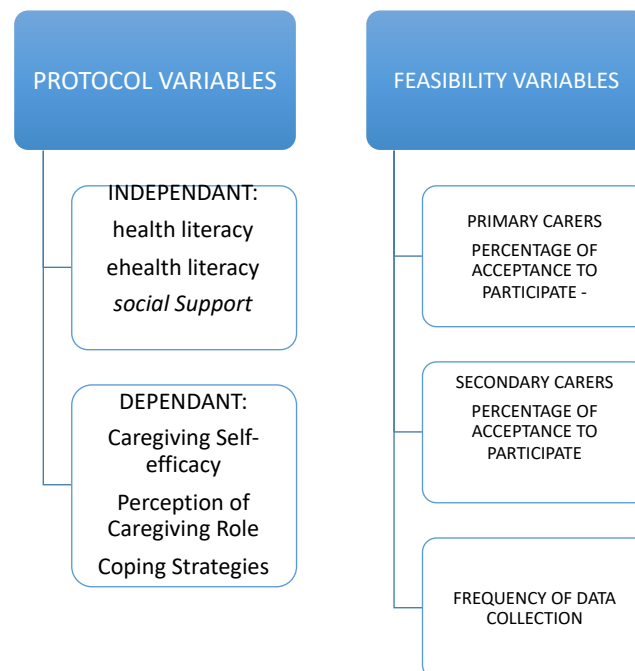 PROTOCOL VARIABLES
INDEPENDANT:
health literacy
ehealth literacy
social Support
DEPENDANT:
Caregiving Self-
efficacy
Perception of
Caregiving Role
Coping Strategies
FEASIBILITY VARIABLES
PRIMARY CARERS
PERCENTAGE OF
ACCEPTANCE TO
PARTICIPATE -
SECONDARY CARERS
PERCENTAGE OF
ACCEPTANCE TO
PARTICIPATE
FREQUENCY OF DATA
COLLECTION